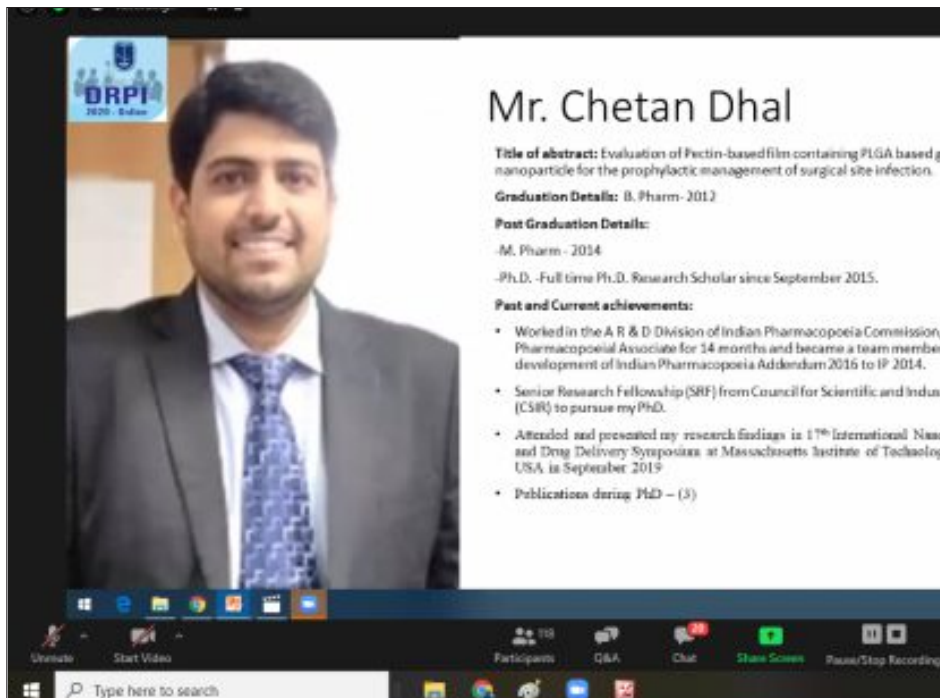 DRPI
2020 - Online
Mr. Chetan Dhal
Title of abstract: Evaluation of Pectin-based film containing PLGA based
nanoparticle for the prophylactic management of surgical site infection.
Graduation Details: B. Pharm- 2012
Post Graduation Details:
-M. Pharm - 2014
-Ph.D. -Full time Ph.D. Research Scholar since September 2015.
Past and Current achievements:
• Worked in the A R & D Division of Indian Pharmacopoeia Commission
Pharmacopoeial Associate for 14 months and became a team member
development of Indian Pharmacopoeia Addendum 2016 to IP 2014.
• Senior Research Fellowship (SRF) from Council for Scientific and Indus
(CSIR) to pursue my PhD.
• Attended and presented my research findings in 17th International Nano
and Drug Delivery Symposium at Massachusetts Institute of Technolog
USA in September 2019
• Publications during PhD – (3)
Unmute
Start Video
118
Participants
Q&A
20
Chat
Share Screen
Pause/Stop Recording
Type here to search